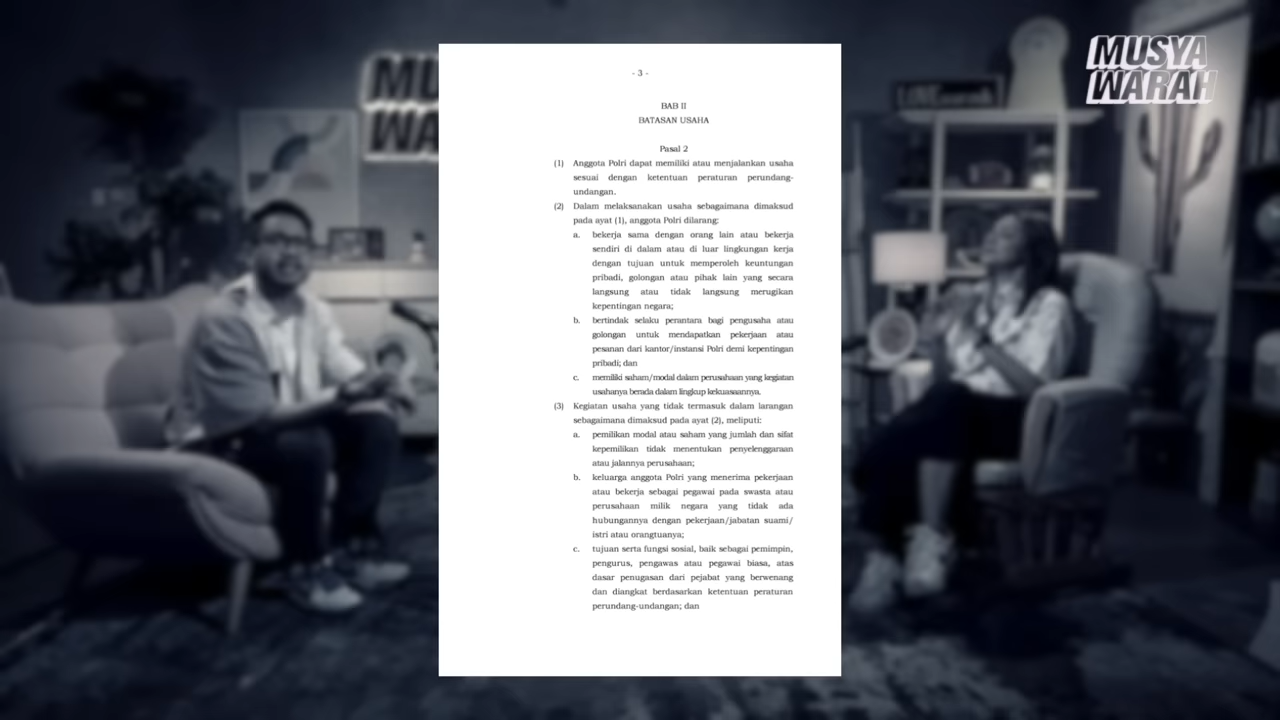 MUSYA
WARAH
MU
WA
- 3 -
BAB II
BATASAN USAHA
Pasal 2
(1) Anggota Polri dapat memiliki atau menjalankan usaha
sesuai dengan ketentuan peraturan perundang-
undangan.
(2) Dalam melaksanakan usaha sebagaimana dimaksud
pada ayat (1), anggota Polri dilarang:
a. bekerja sama dengan orang lain atau bekerja
sendiri di dalam atau di luar lingkungan kerja
dengan tujuan untuk memperoleh keuntungan
pribadi, golongan atau pihak lain yang secara
langsung atau tidak langsung merugikan
kepentingan negara;
b. bertindak selaku perantara bagi pengusaha atau
golongan untuk mendapatkan pekerjaan atau
pesanan dari kantor/instansi Polri demi kepentingan
pribadi; dan
c. memiliki saham/modal dalam perusahaan yang kegiatan
usahanya berada dalam lingkup kekuasaannya.
(3) Kegiatan usaha yang tidak termasuk dalam larangan
sebagaimana dimaksud pada ayat (2), meliputi:
a. pemilikan modal atau saham yang jumlah dan sifat
kepemilikan tidak menentukan penyelenggaraan
atau jalannya perusahaan;
b. keluarga anggota Polri yang menerima pekerjaan
atau bekerja sebagai pegawai pada swasta atau
perusahaan milik negara yang tidak ada
hubungannya dengan pekerjaan/jabatan suami/
istri atau orangtuanya;
c. tujuan serta fungsi sosial, baik sebagai pemimpin,
pengurus, pengawas atau pegawai biasa, atas
dasar penugasan dari pejabat yang berwenang
dan diangkat berdasarkan ketentuan peraturan
perundang-undangan; dan